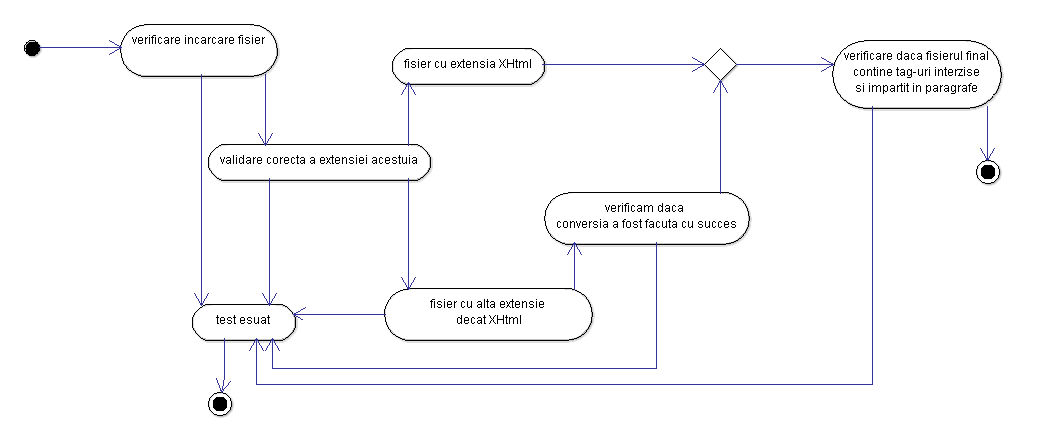 verificare incarcare fisier
fisier cu extensia XHtml
verificare daca fisierul final
contine tag-uri interzise
si impartit in paragrafe
validare corecta a extensiei acestuia
verificam daca
conversia a fost facuta cu succes
fisier cu alta extensie
decat XHtml
test esuat